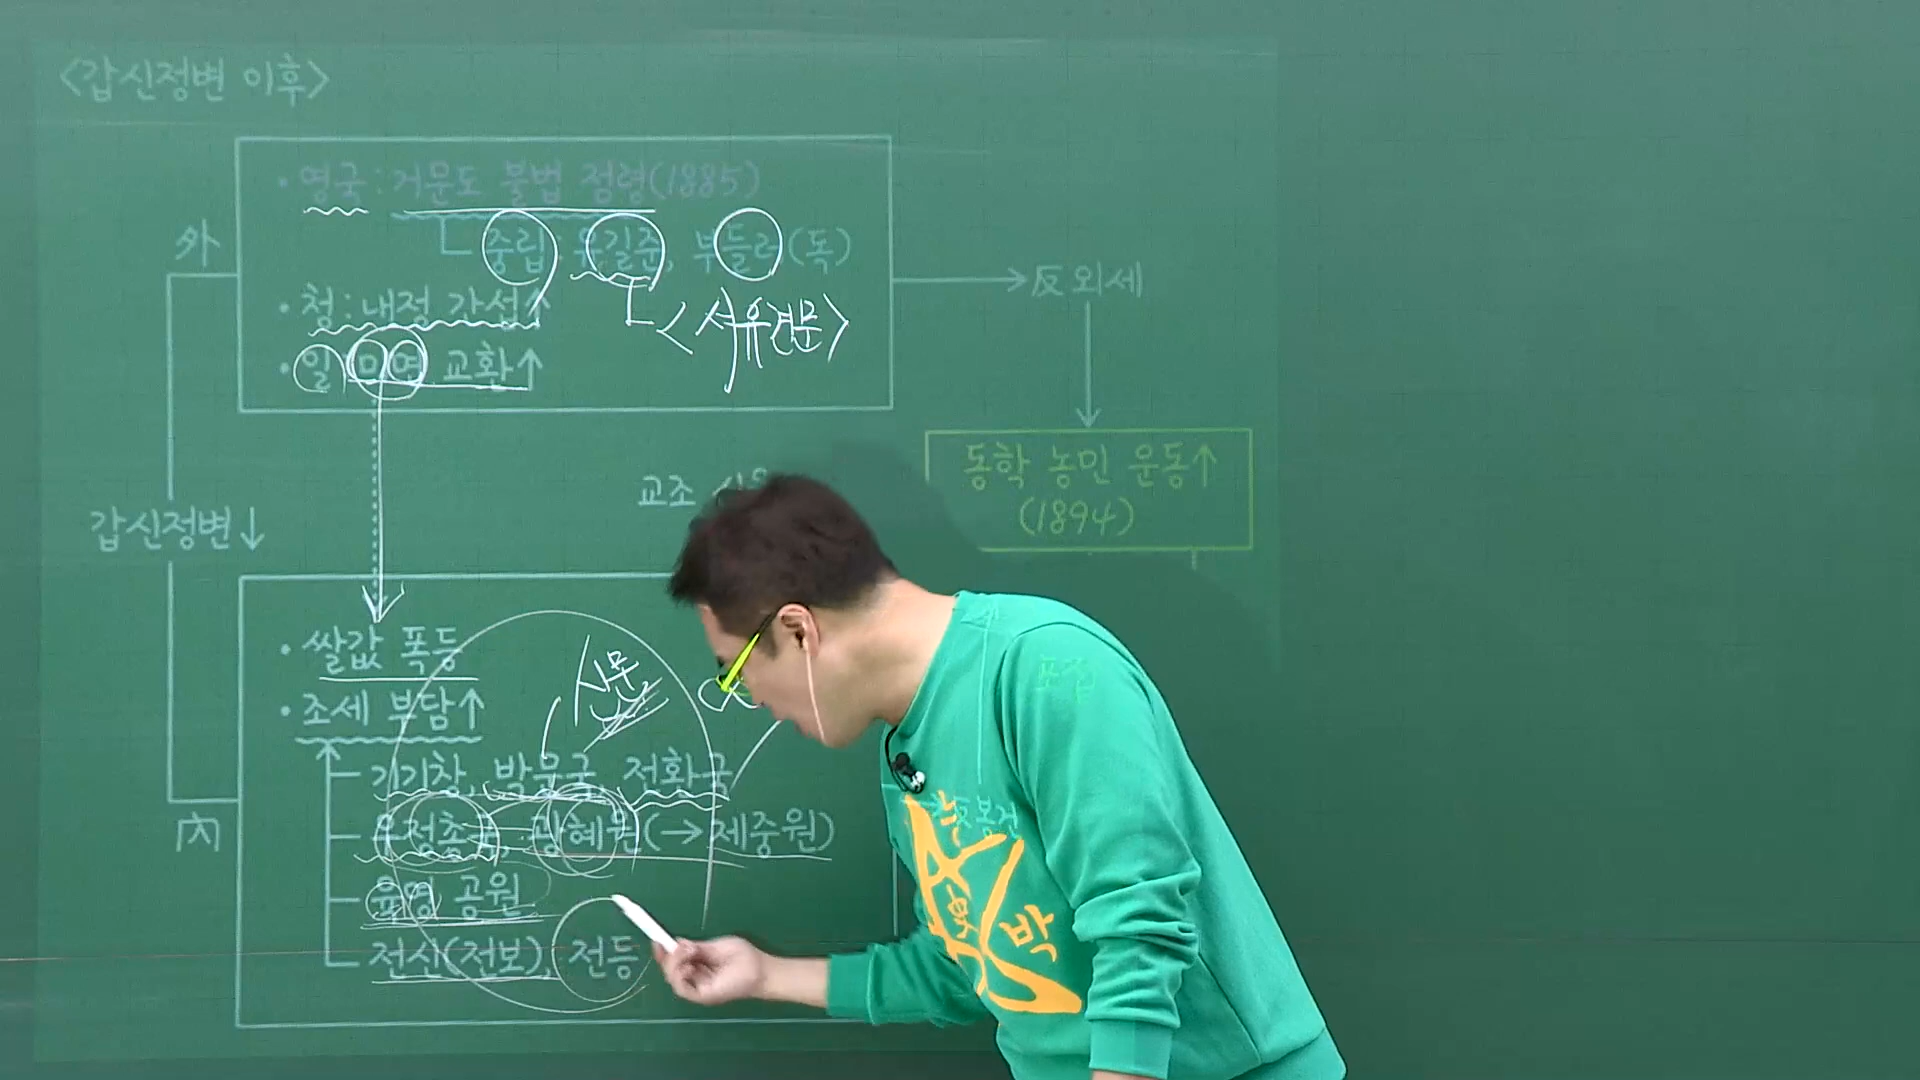 <갑신정변 이후>
• 영국: 거문도 불법 점령(1885)
중립: 유길준, 부들러(독)
外
• 청: 내정 간섭↑
<서유견문>
• 일 미면 교환↑
→ 反외세
교조
동학 농민 운동↑
(1894)
갑신정변↓
• 쌀값 폭등
신문
• 조세 부담↑
기기창, 박문국, 전환국
우정총국, 광혜원(→제중원)
內
육영 공원
전신(전보), 전등
박